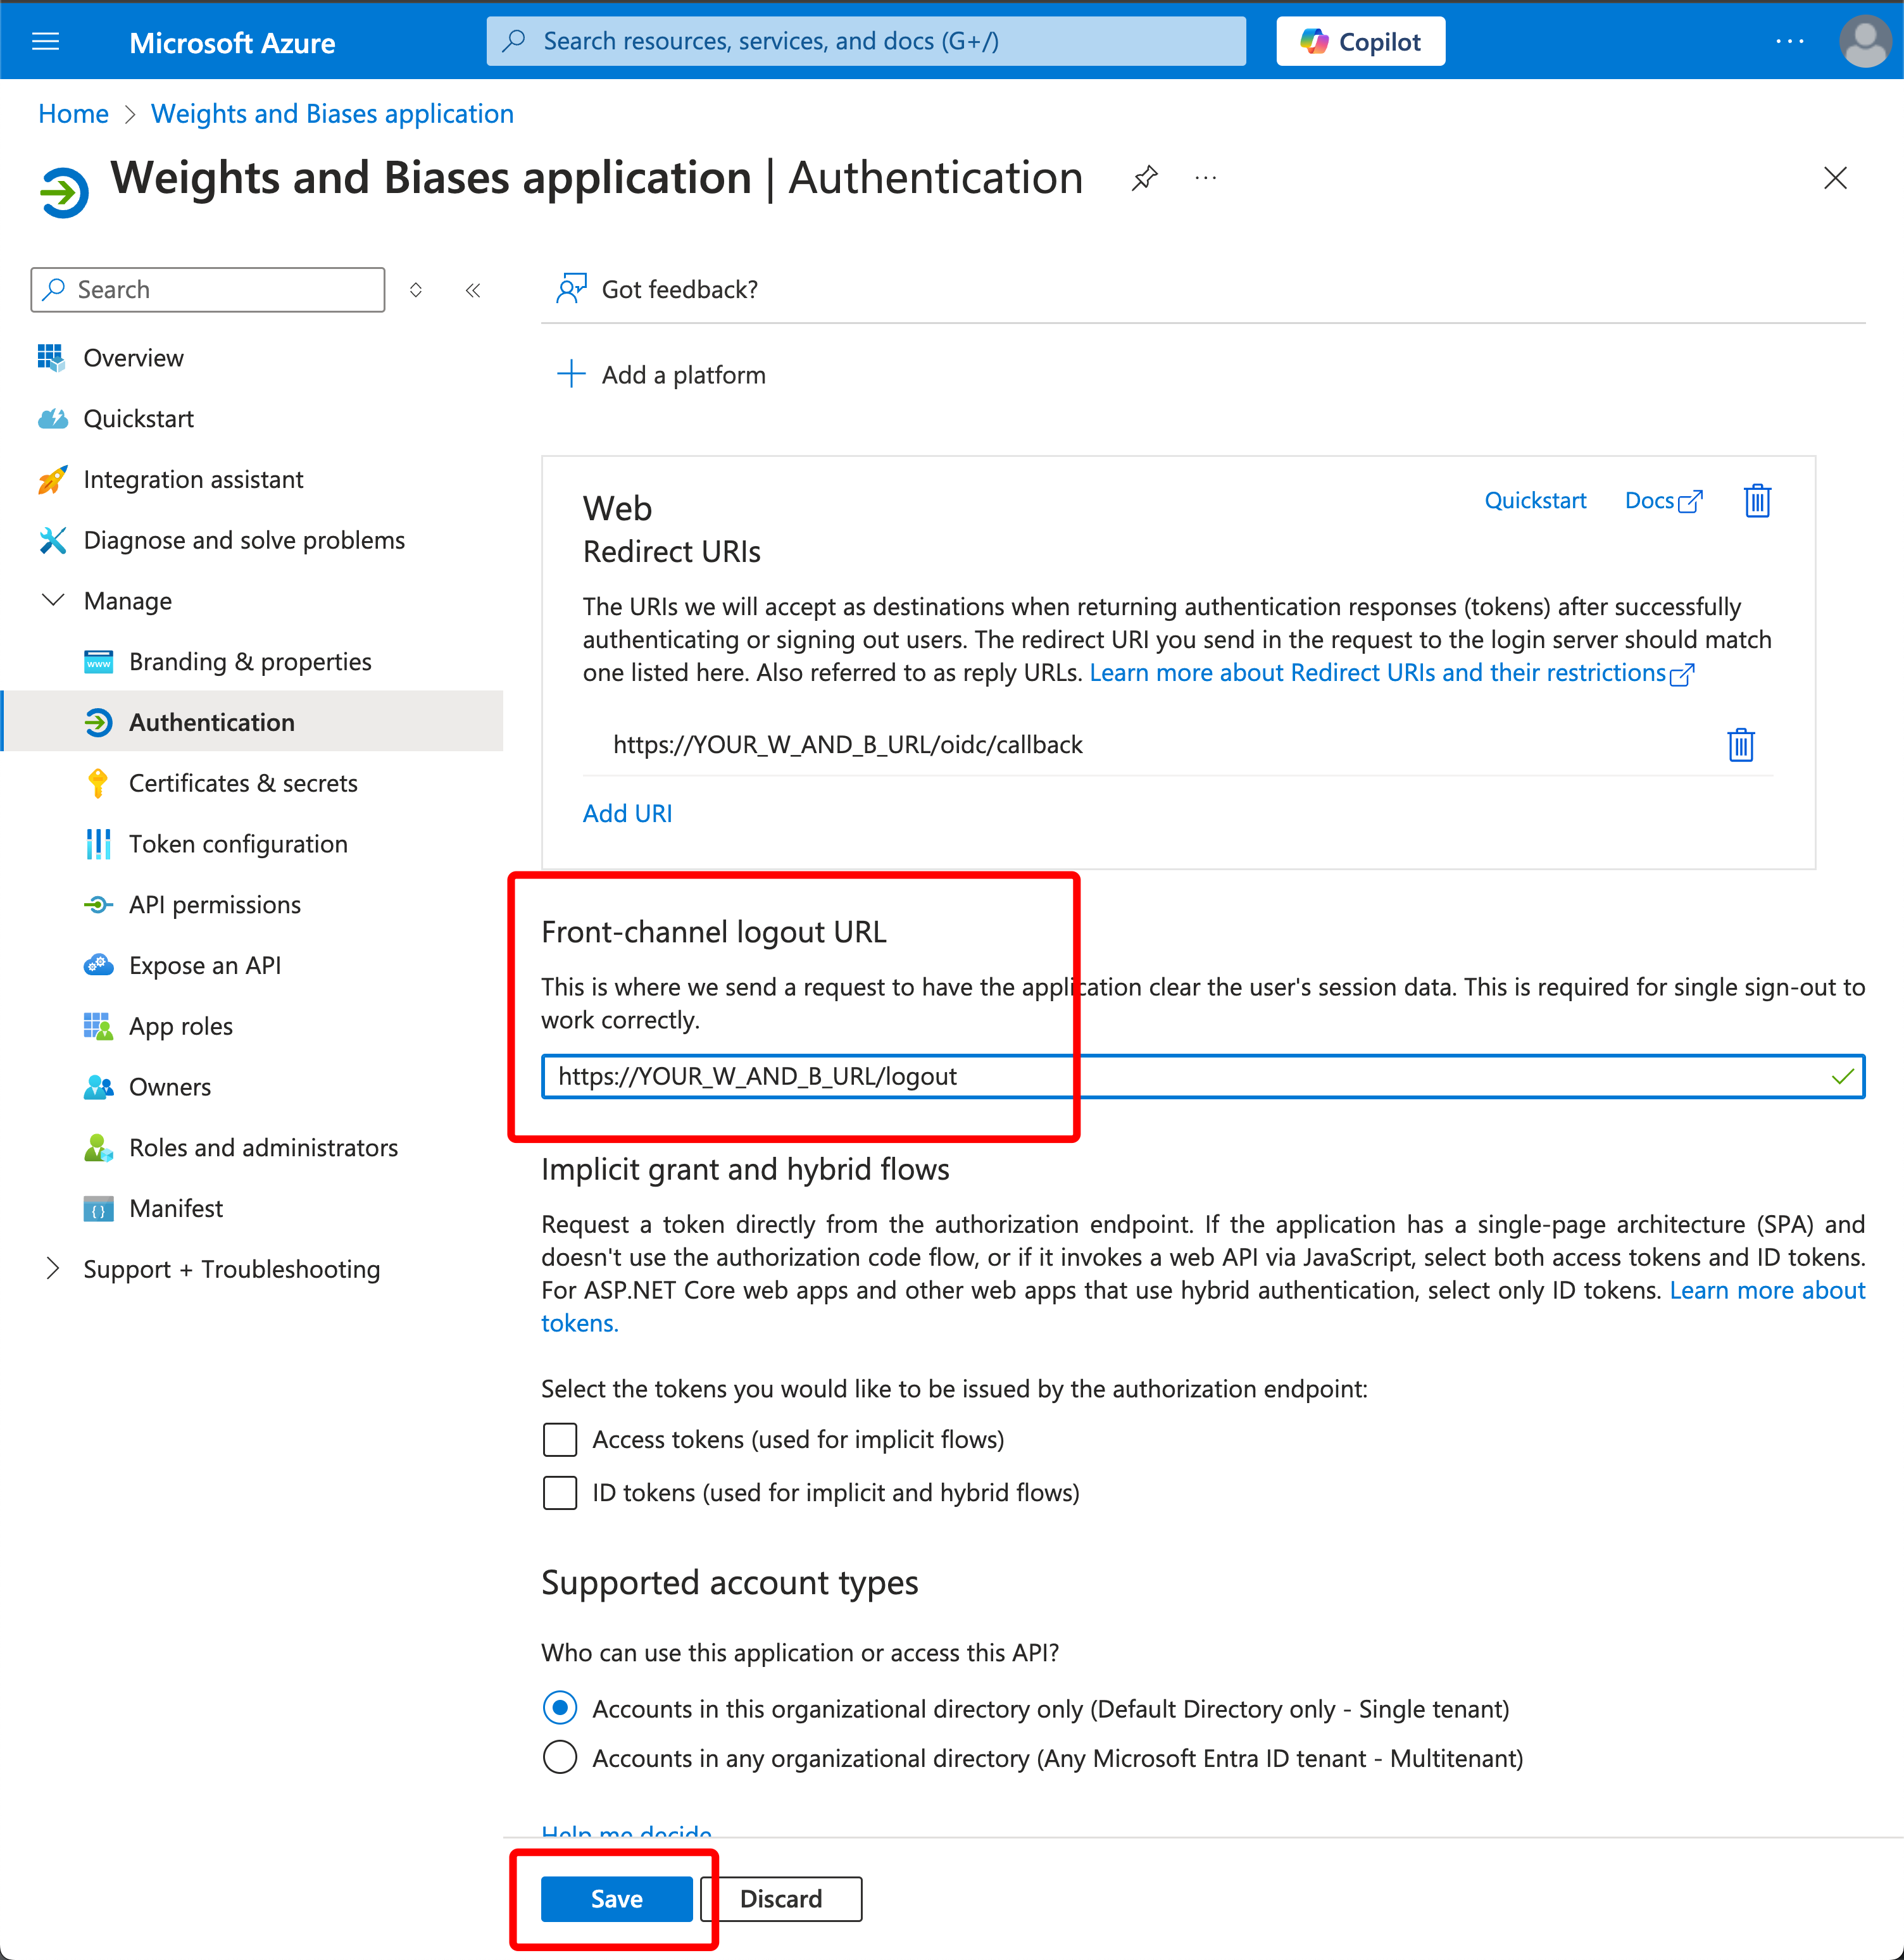 Microsoft Azure
Search resources, services, and docs (G+/)
Copilot
Home > Weights and Biases application
Weights and Biases application | Authentication
Search
Got feedback?
Add a platform
Overview
Quickstart
Integration assistant
Diagnose and solve problems
Manage
Branding & properties
Authentication
Certificates & secrets
Token configuration
API permissions
Expose an API
App roles
Owners
Roles and administrators
Manifest
Support + Troubleshooting
Web
Quickstart
Docs
Redirect URIs
The URIs we will accept as destinations when returning authentication responses (tokens) after successfully
authenticating or signing out users. The redirect URI you send in the request to the login server should match
one listed here. Also referred to as reply URLs. Learn more about Redirect URIs and their restrictions
https://YOUR_W_AND_B_URL/oidc/callback
Add URI
Front-channel logout URL
This is where we send a request to have the application clear the user's session data. This is required for single sign-out to
work correctly.
https://YOUR_W_AND_B_URL/logout
Implicit grant and hybrid flows
Request a token directly from the authorization endpoint. If the application has a single-page architecture (SPA) and
doesn't use the authorization code flow, or if it invokes a web API via JavaScript, select both access tokens and ID tokens.
For ASP.NET Core web apps and other web apps that use hybrid authentication, select only ID tokens. Learn more about
tokens.
Select the tokens you would like to be issued by the authorization endpoint:
Access tokens (used for implicit flows)
ID tokens (used for implicit and hybrid flows)
Supported account types
Who can use this application or access this API?
Accounts in this organizational directory only (Default Directory only - Single tenant)
Accounts in any organizational directory (Any Microsoft Entra ID tenant - Multitenant)
Help me decide
Save
Discard